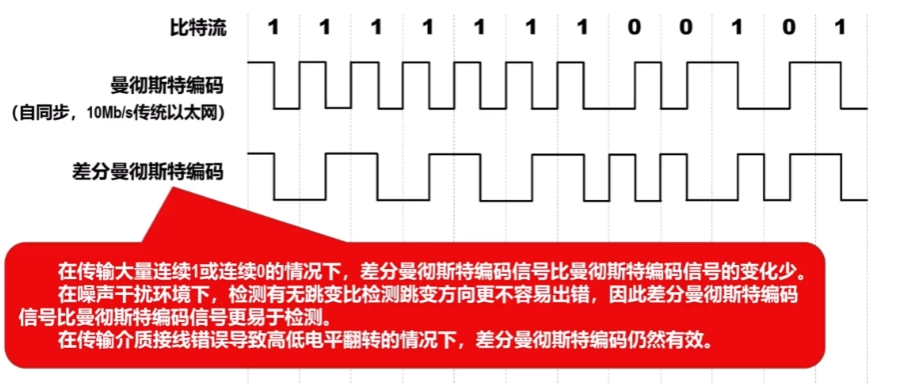 比特流 1 1 1 1 1 1 1 0 0 1 0 1
曼彻斯特编码
(自同步，10Mb/s传统以太网)
差分曼彻斯特编码
在传输大量连续1或连续0的情况下，差分曼彻斯特编码信号比曼彻斯特编码信号的变化少。
在噪声干扰环境下，检测有无跳变比检测跳变方向更不容易出错，因此差分曼彻斯特编码
信号比曼彻斯特编码信号更易于检测。
在传输介质接线错误导致高低电平翻转的情况下，差分曼彻斯特编码仍然有效。